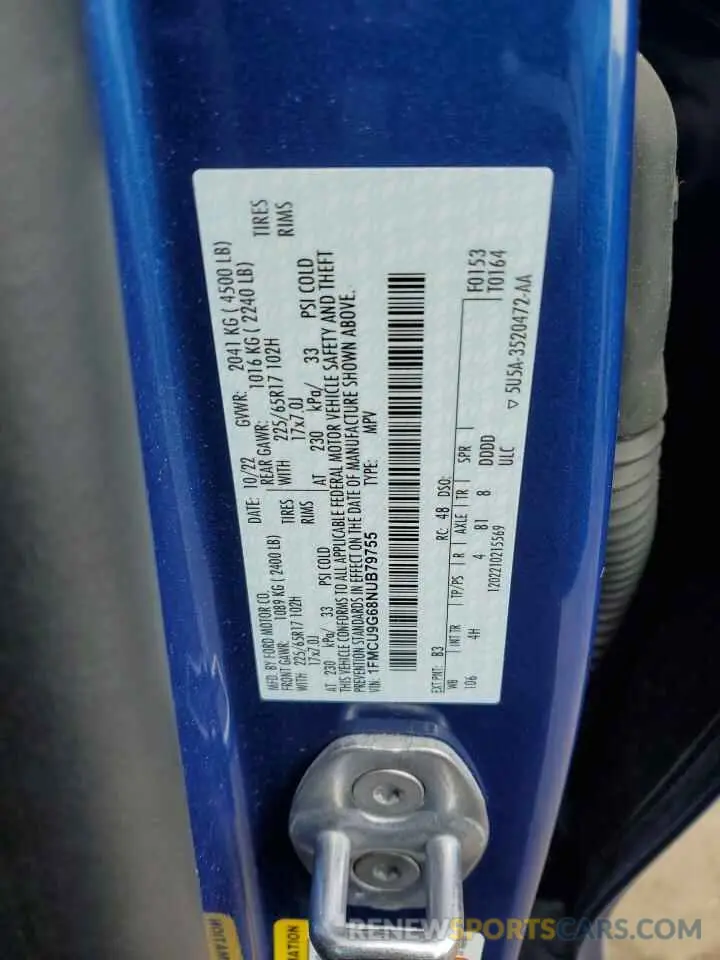 MFD. BY FORD MOTOR CO. DATE: 10/22 GVWR: 2041 KG ( 4500 LB)
FRONT GAWR: 1089 KG ( 2400 LB) REAR GAWR: 1016 KG ( 2240 LB)
WITH 225/65R17 102H TIRES WITH 225/65R17 102H TIRES
17x7.0J RIMS 17x7.0J RIMS
AT 230 kPa/ 33 PSI COLD AT 230 kPa/ 33 PSI COLD
THIS VEHICLE CONFORMS TO ALL APPLICABLE FEDERAL MOTOR VEHICLE SAFETY AND THEFT
PREVENTION STANDARDS IN EFFECT ON THE DATE OF MANUFACTURE SHOWN ABOVE.
VIN: 1FMCU9G68NUB79755 TYPE: MPV
F0153
T0164
EXT PNT: B3 RC: 48 DSO:
WB INT TR TP/PS R AXLE TR SPR
106 4H 4 81 8 DDDD
ULC
1202210215569 ▽ 5U5A-3520472-AA
MATION
MATION
RENEWSPORTSCARS.COM